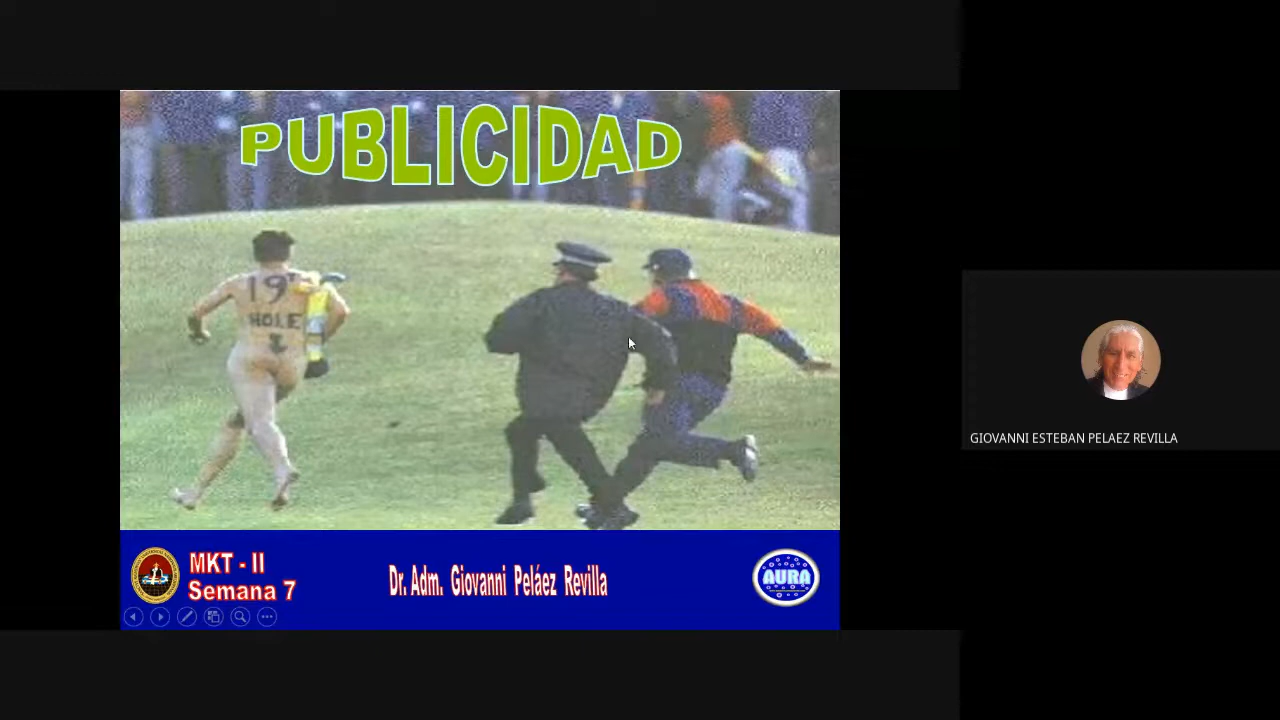 PUBLICIDAD
19
HOLE
MKT - II
Semana 7
Dr. Adm. Giovanni Peláez Revilla
AURA
GIOVANNI ESTEBAN PELAEZ REVILLA